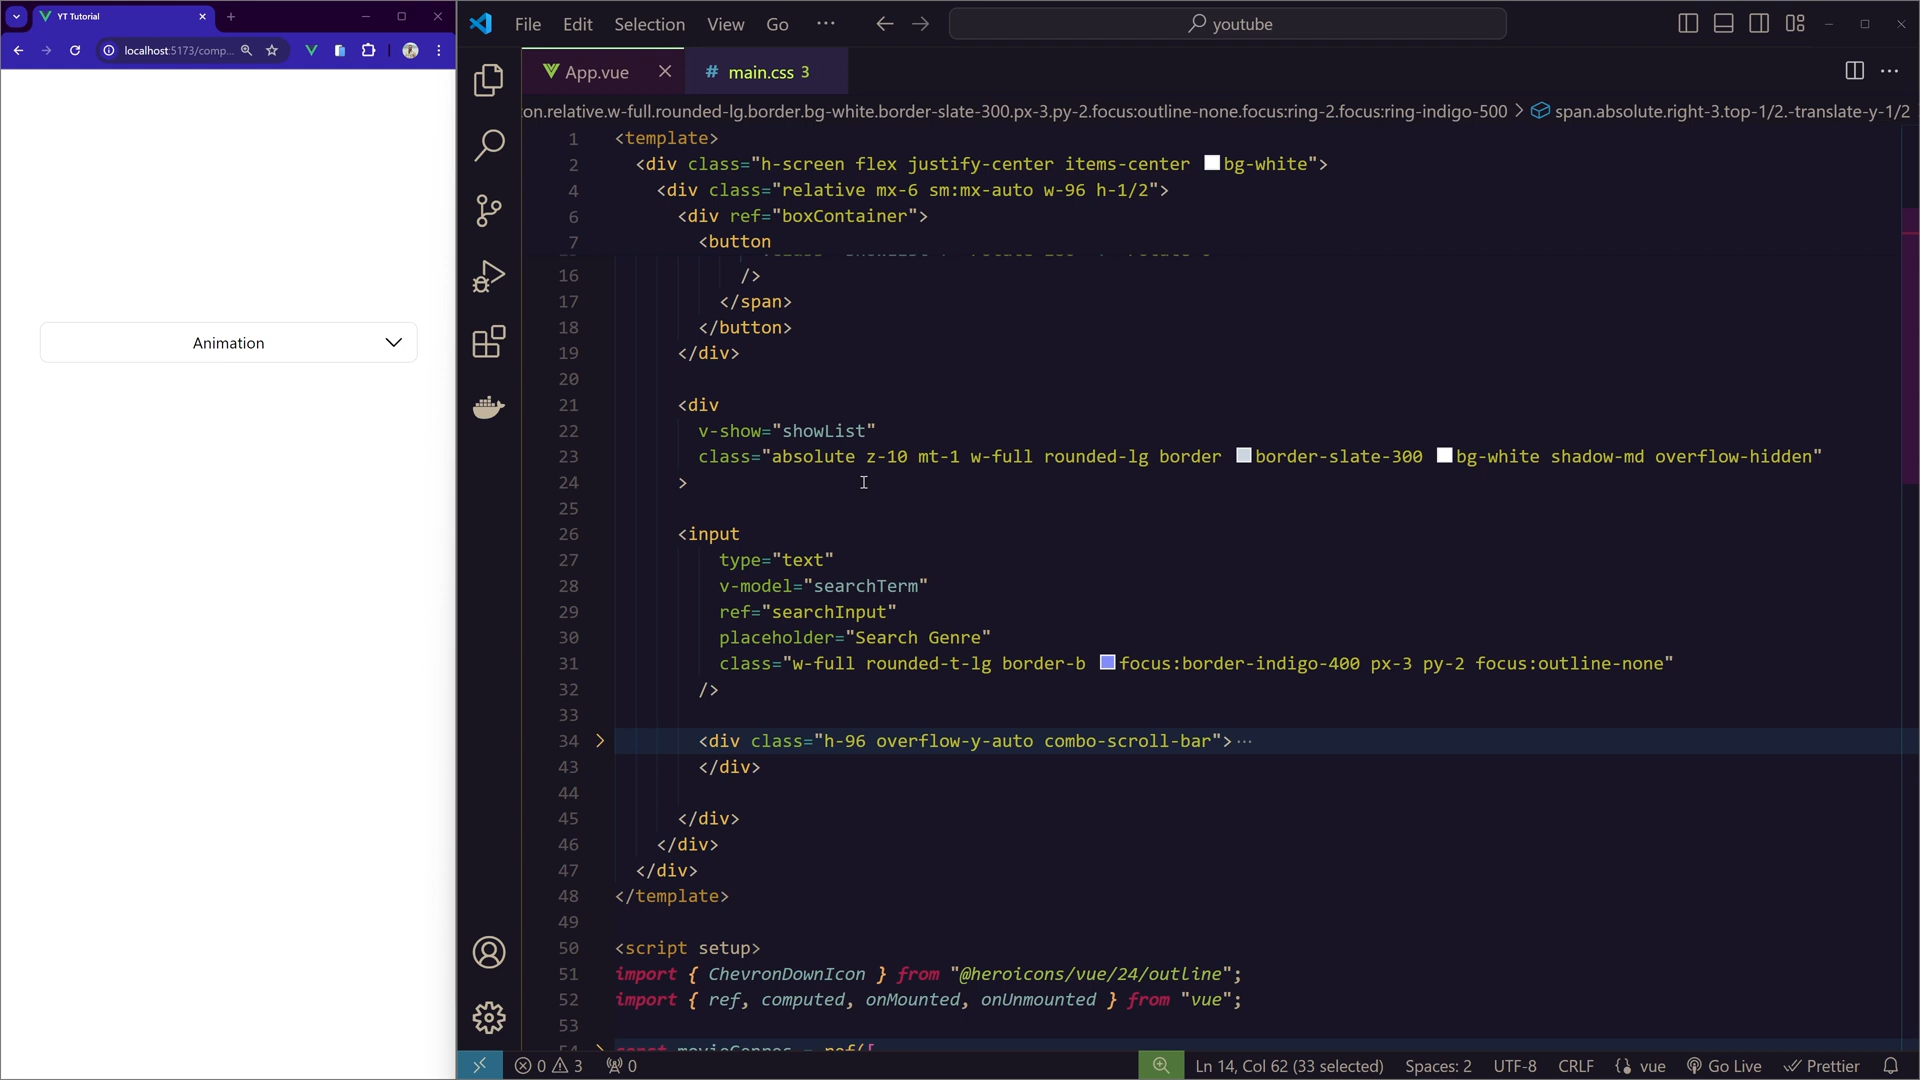 YT Tutorial
File Edit Selection View Go ··· youtube
localhost:5173/comp...
App.vue
# main.css 3
on.relative.w-full.rounded-lg.border.bg-white.border-slate-300.px-3.py-2.focus:outline-none.focus:ring-2.focus:ring-indigo-500 > span.absolute.right-3.top-1/2.-translate-y-1/2
1 <template>
2 <div class="h-screen flex justify-center items-center bg-white">
4 <div class="relative mx-6 sm:mx-auto w-96 h-1/2">
6 <div ref="boxContainer">
7 <button
16 />
17 </span>
18 </button>
19 </div>
20
21 <div
22 v-show="showList"
23 class="absolute z-10 mt-1 w-full rounded-lg border border-slate-300 bg-white shadow-md overflow-hidden"
24 >
25
26 <input
27 type="text"
28 v-model="searchTerm"
29 ref="searchInput"
30 placeholder="Search Genre"
31 class="w-full rounded-t-lg border-b focus:border-indigo-400 px-3 py-2 focus:outline-none"
32 />
33
34 <div class="h-96 overflow-y-auto combo-scroll-bar">···
43 </div>
44
45 </div>
46 </div>
47 </div>
48 </template>
49
50 <script setup>
51 import { ChevronDownIcon } from "@heroicons/vue/24/outline";
52 import { ref, computed, onMounted, onUnmounted } from "vue";
53
54 const movieGenres = ref([
Animation
0 3 0 Ln 14, Col 62 (33 selected) Spaces: 2 UTF-8 CRLF vue Go Live Prettier